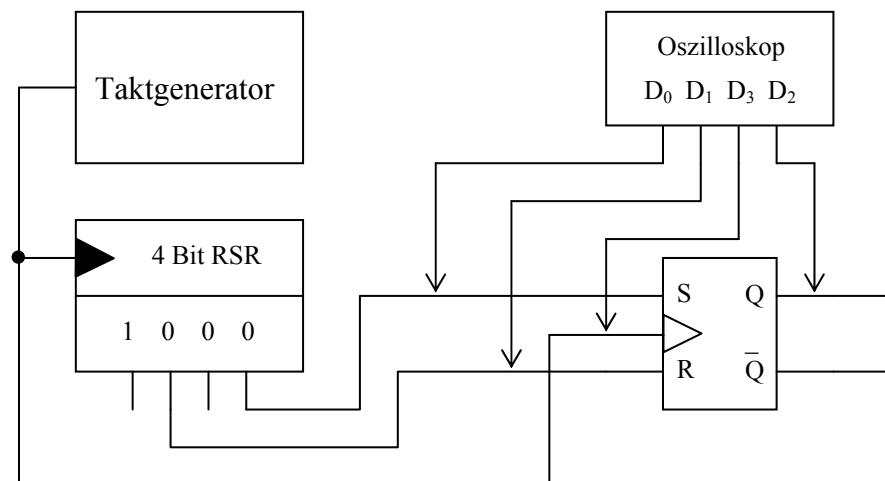 Taktgenerator
Oszilloskop
D₀ D₁ D₃ D₂
4 Bit RSR
1 0 0 0
S Q
R Q̅